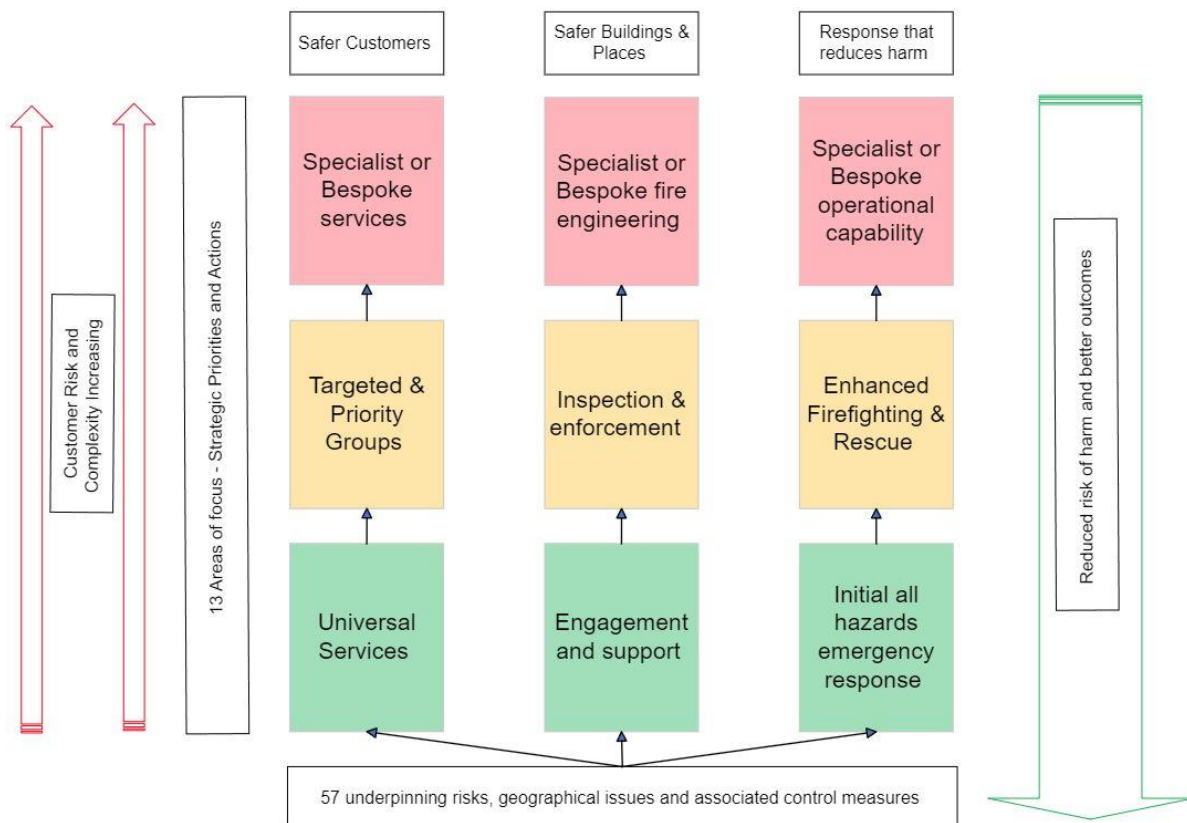 Safer Customers
Safer Buildings &
Places
Response that
reduces harm
Customer Risk and
Complexity Increasing
13 Areas of focus - Strategic Priorities and Actions
Specialist or
Bespoke
services
Specialist or
Bespoke fire
engineering
Specialist or
Bespoke
operational
capability
Targeted &
Priority
Groups
Inspection &
enforcement
Enhanced
Firefighting &
Rescue
Universal
Services
Engagement
and support
Initial all
hazards
emergency
response
Reduced risk of harm and better outcomes
57 underpinning risks, geographical issues and associated control measures